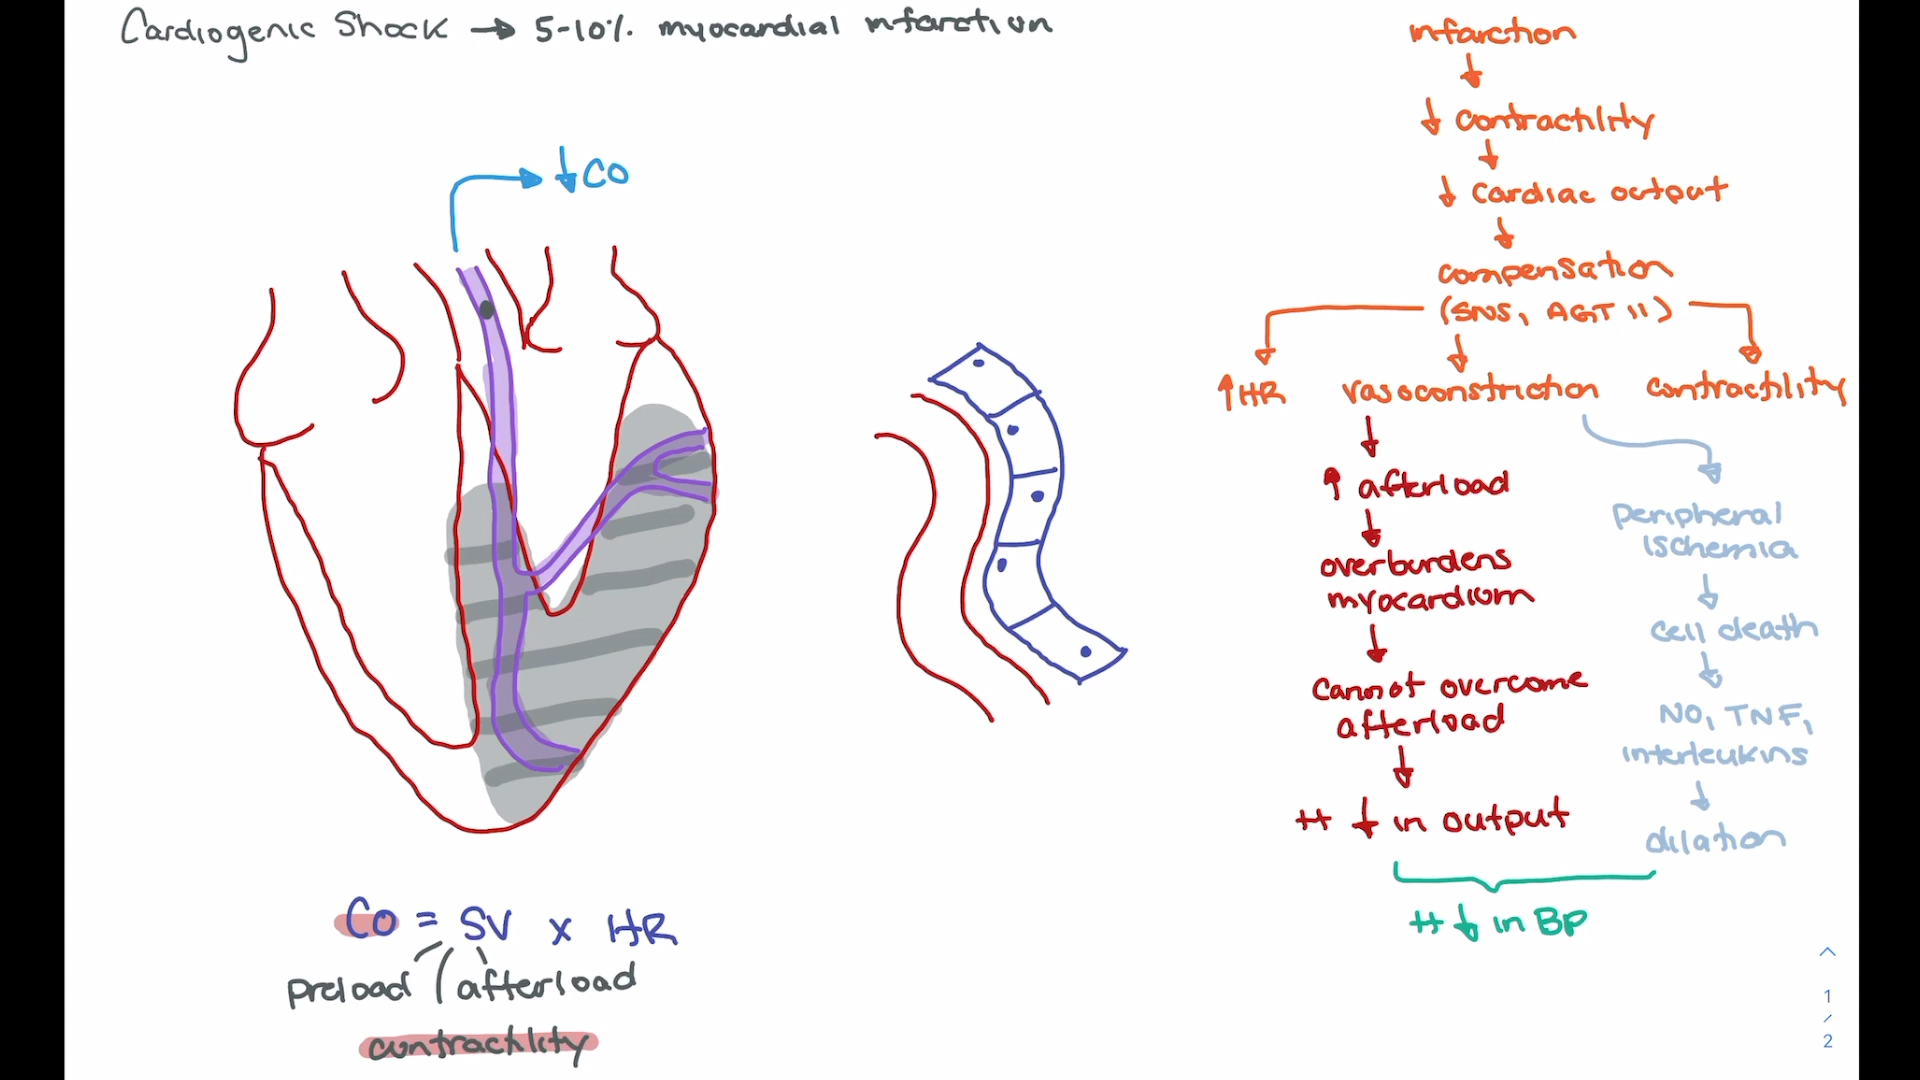 Cardiogenic Shock → 5-10% myocardial infarction
↓ CO
CO = SV x HR
preload / afterload
contractility
infarction
↓
↓ contractility
↓
↓ cardiac output
↓
compensation
(SNS, AGT II)
↑HR vasoconstriction contractility
↓
↑ afterload
↓
overburdens
myocardium
↓
cannot overcome
afterload
↓
++ ↓ in output
peripheral
ischemia
↓
cell death
↓
NO, TNF,
interleukins
↓
dilation
++ ↓ in BP
1
/
2